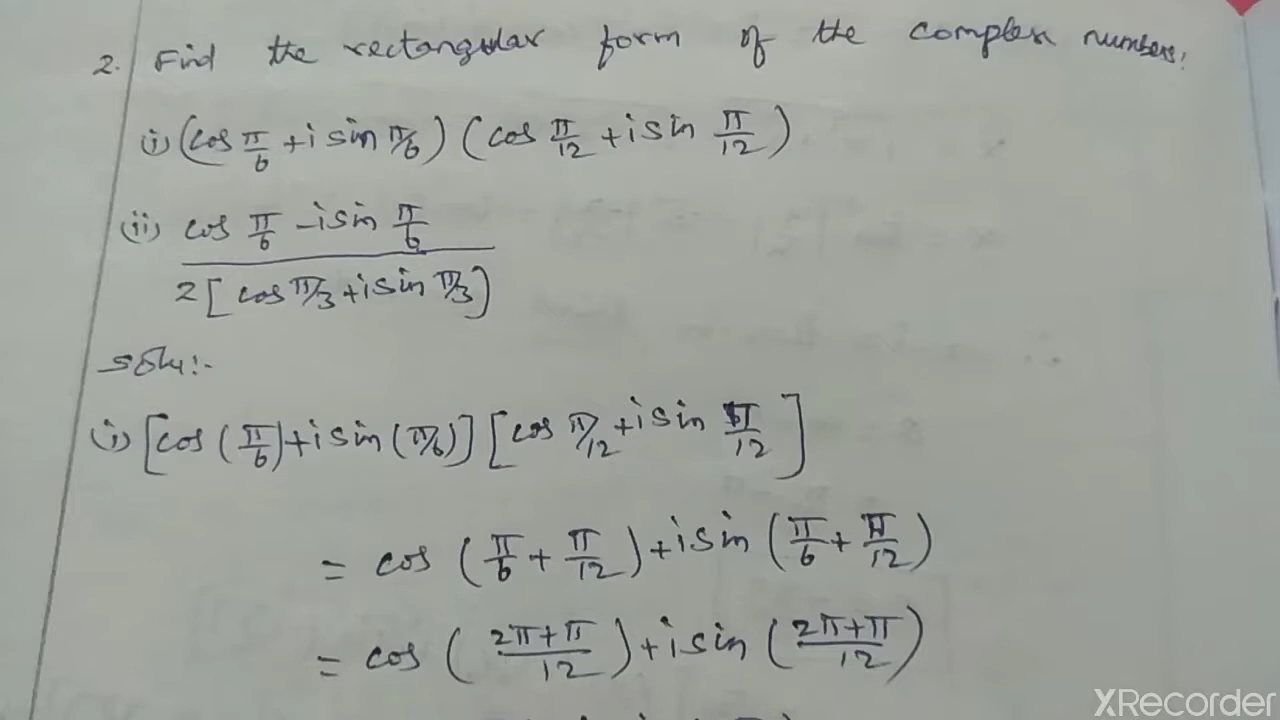 2. Find the rectangular form of the complex numbers.
i) (cos π/6 + i sin π/6) (cos π/12 + i sin π/12)
(ii) cos π/6 - i sin π/6
2[cos π/3 + i sin π/3]
Soln:-
(i) [cos (π/6) + i sin (π/6)] [cos π/12 + i sin π/12]
= cos (π/6 + π/12) + i sin (π/6 + π/12)
= cos (2π+π/12) + i sin (2π+π/12)
XRecorder